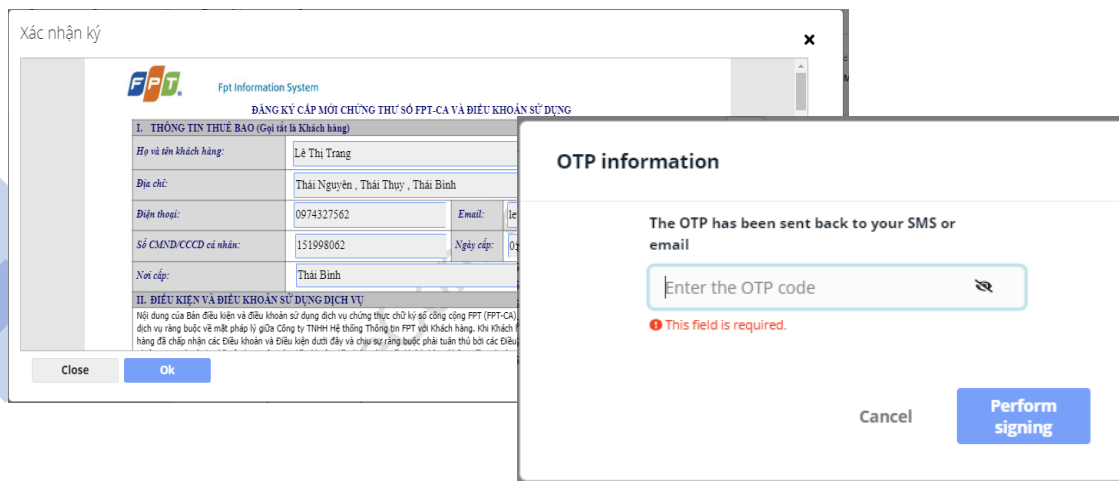 Xác nhận ký
FPT Fpt Information System
ĐĂNG KÝ CẤP MỚI CHỨNG THƯ SỐ FPT-CA VÀ ĐIỀU KHOẢN SỬ DỤNG
I. THÔNG TIN THUÊ BAO (Gọi tắt là Khách hàng)
Họ và tên khách hàng: Lê Thị Trang
Địa chỉ: Thái Nguyên , Thái Thụy , Thái Bình
Điện thoại: 0974327562 Email:
Số CMND/CCCD cá nhân: 151998062 Ngày cấp:
Nơi cấp: Thái Bình
II. ĐIỀU KIỆN VÀ ĐIỀU KHOẢN SỬ DỤNG DỊCH VỤ
Nội dung của Bản điều kiện và điều khoản sử dụng dịch vụ chứng thực chữ ký số công cộng FPT (FPT-CA),
dịch vụ ràng buộc về mặt pháp lý giữa Công ty TNHH Hệ thống Thông tin FPT với Khách hàng. Khi Khách
hàng đã chấp nhận các Điều khoản và Điều kiện dưới đây và chịu sự ràng buộc phải tuân thủ bởi các Điều
Close
Ok
OTP information
The OTP has been sent back to your SMS or
email
Enter the OTP code
This field is required.
Cancel
Perform
signing